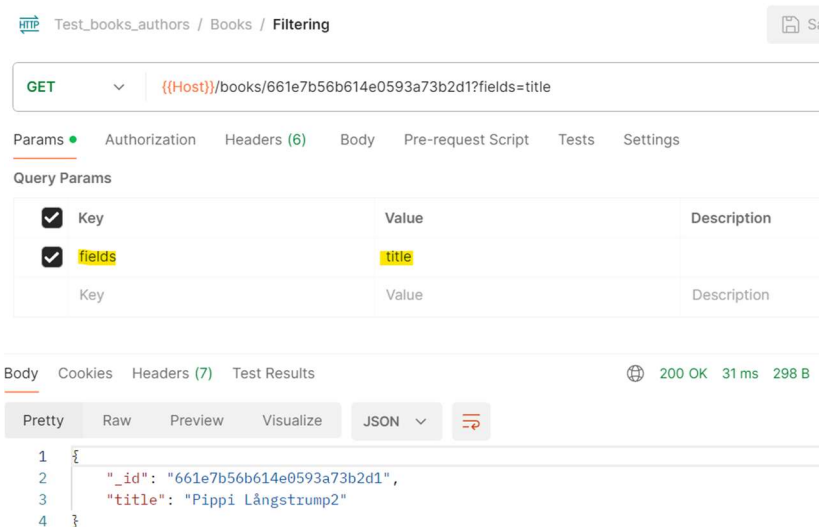 HTTP Test_books_authors / Books / Filtering
GET {{Host}}/books/661e7b56b614e0593a73b2d1?fields=title
Params Authorization Headers (6) Body Pre-request Script Tests Settings
Query Params
Key Value Description
fields title
Key Value Description
Body Cookies Headers (7) Test Results 200 OK 31 ms 298 B
Pretty Raw Preview Visualize JSON
1 {
2 "_id": "661e7b56b614e0593a73b2d1",
3 "title": "Pippi Långstrump2"
4 }